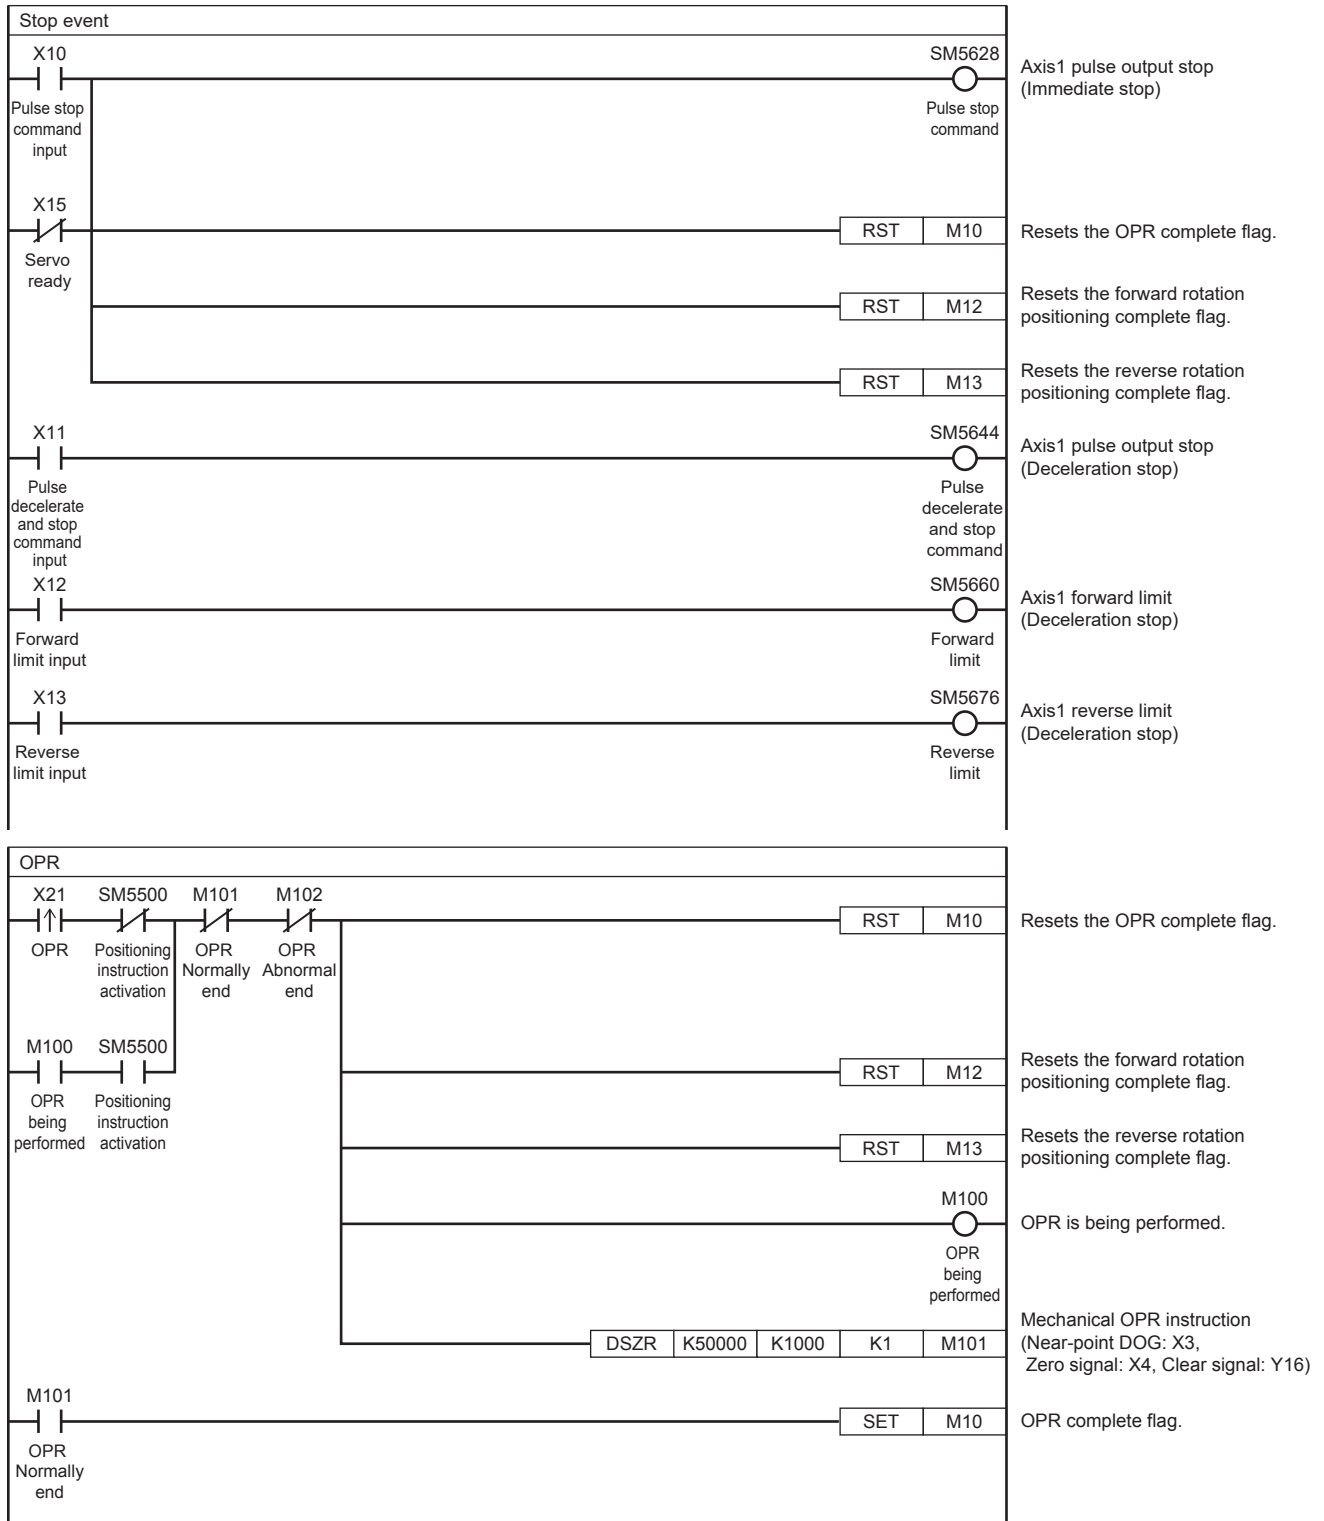 Stop event
X10
SM5628
Pulse stop
command
input
Pulse stop
command
Axis1 pulse output stop
(Immediate stop)
X15
Servo
ready
RST M10
Resets the OPR complete flag.
RST M12
Resets the forward rotation
positioning complete flag.
RST M13
Resets the reverse rotation
positioning complete flag.
X11
SM5644
Pulse
decelerate
and stop
command
input
Pulse
decelerate
and stop
command
Axis1 pulse output stop
(Deceleration stop)
X12
SM5660
Forward
limit input
Forward
limit
Axis1 forward limit
(Deceleration stop)
X13
SM5676
Reverse
limit input
Reverse
limit
Axis1 reverse limit
(Deceleration stop)
OPR
X21 SM5500 M101 M102
OPR
Positioning
instruction
activation
OPR
Normally
end
OPR
Abnormal
end
RST M10
Resets the OPR complete flag.
M100 SM5500
OPR
being
performed
Positioning
instruction
activation
RST M12
Resets the forward rotation
positioning complete flag.
RST M13
Resets the reverse rotation
positioning complete flag.
M100
OPR
being
performed
OPR is being performed.
DSZR K50000 K1000 K1 M101
Mechanical OPR instruction
(Near-point DOG: X3,
Zero signal: X4, Clear signal: Y16)
M101
OPR
Normally
end
SET M10
OPR complete flag.